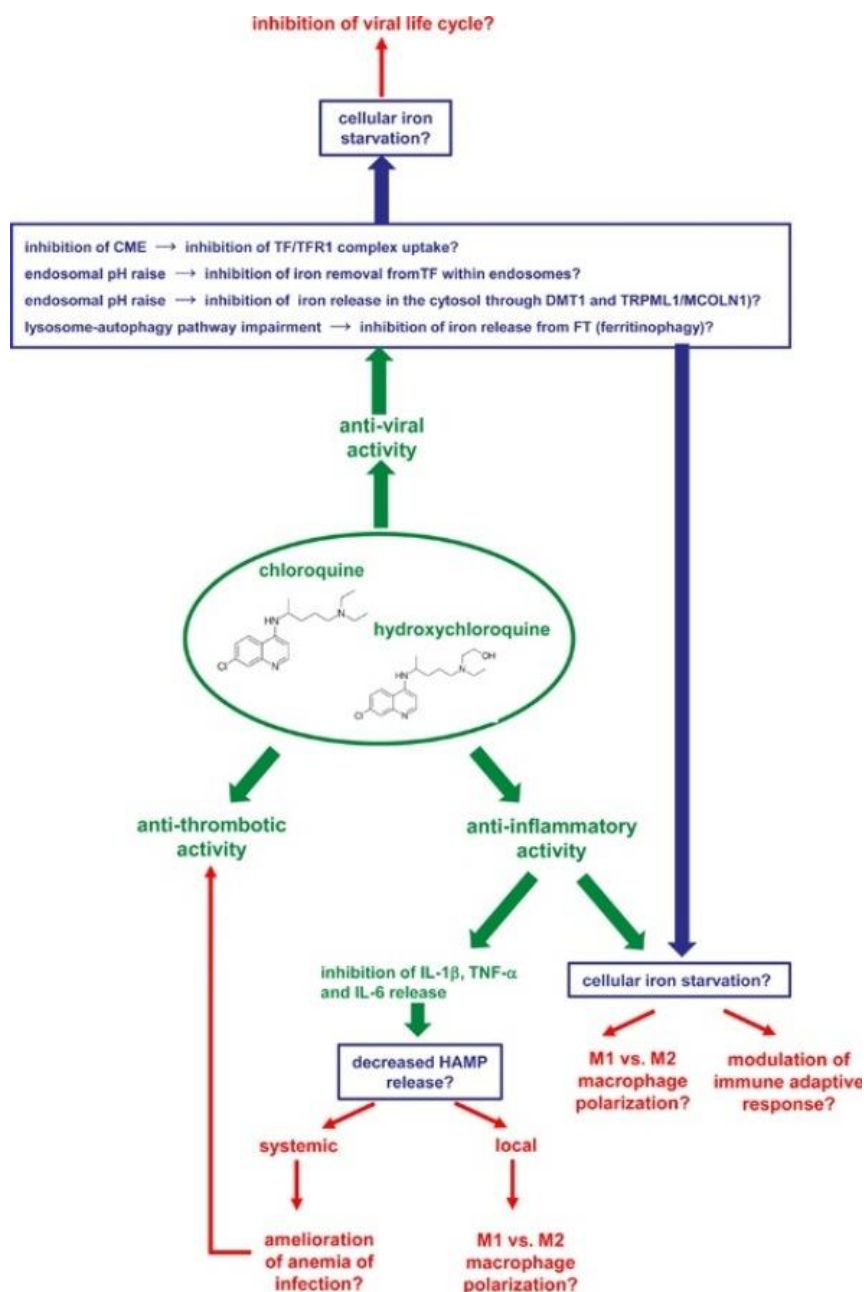 inhibition of viral life cycle?
cellular iron
starvation?
inhibition of CME → inhibition of TF/TFR1 complex uptake?
endosomal pH raise → inhibition of iron removal fromTF within endosomes?
endosomal pH raise → inhibition of  iron release in the cytosol through DMT1 and TRPML1/MCOLN1)?
lysosome-autophagy pathway impairment → inhibition of iron release from FT (ferritinophagy)?
anti-viral
activity
chloroquine
HN
N
Cl
N
hydroxychloroquine
OH
HN
N
Cl
N
anti-thrombotic
activity
anti-inflammatory
activity
inhibition of IL-1β, TNF-α
and IL-6 release
cellular iron starvation?
decreased HAMP
release?
M1 vs. M2
macrophage
polarization?
modulation of
immune adaptive
response?
systemic
local
amelioration
of anemia of
infection?
M1 vs. M2
macrophage
polarization?